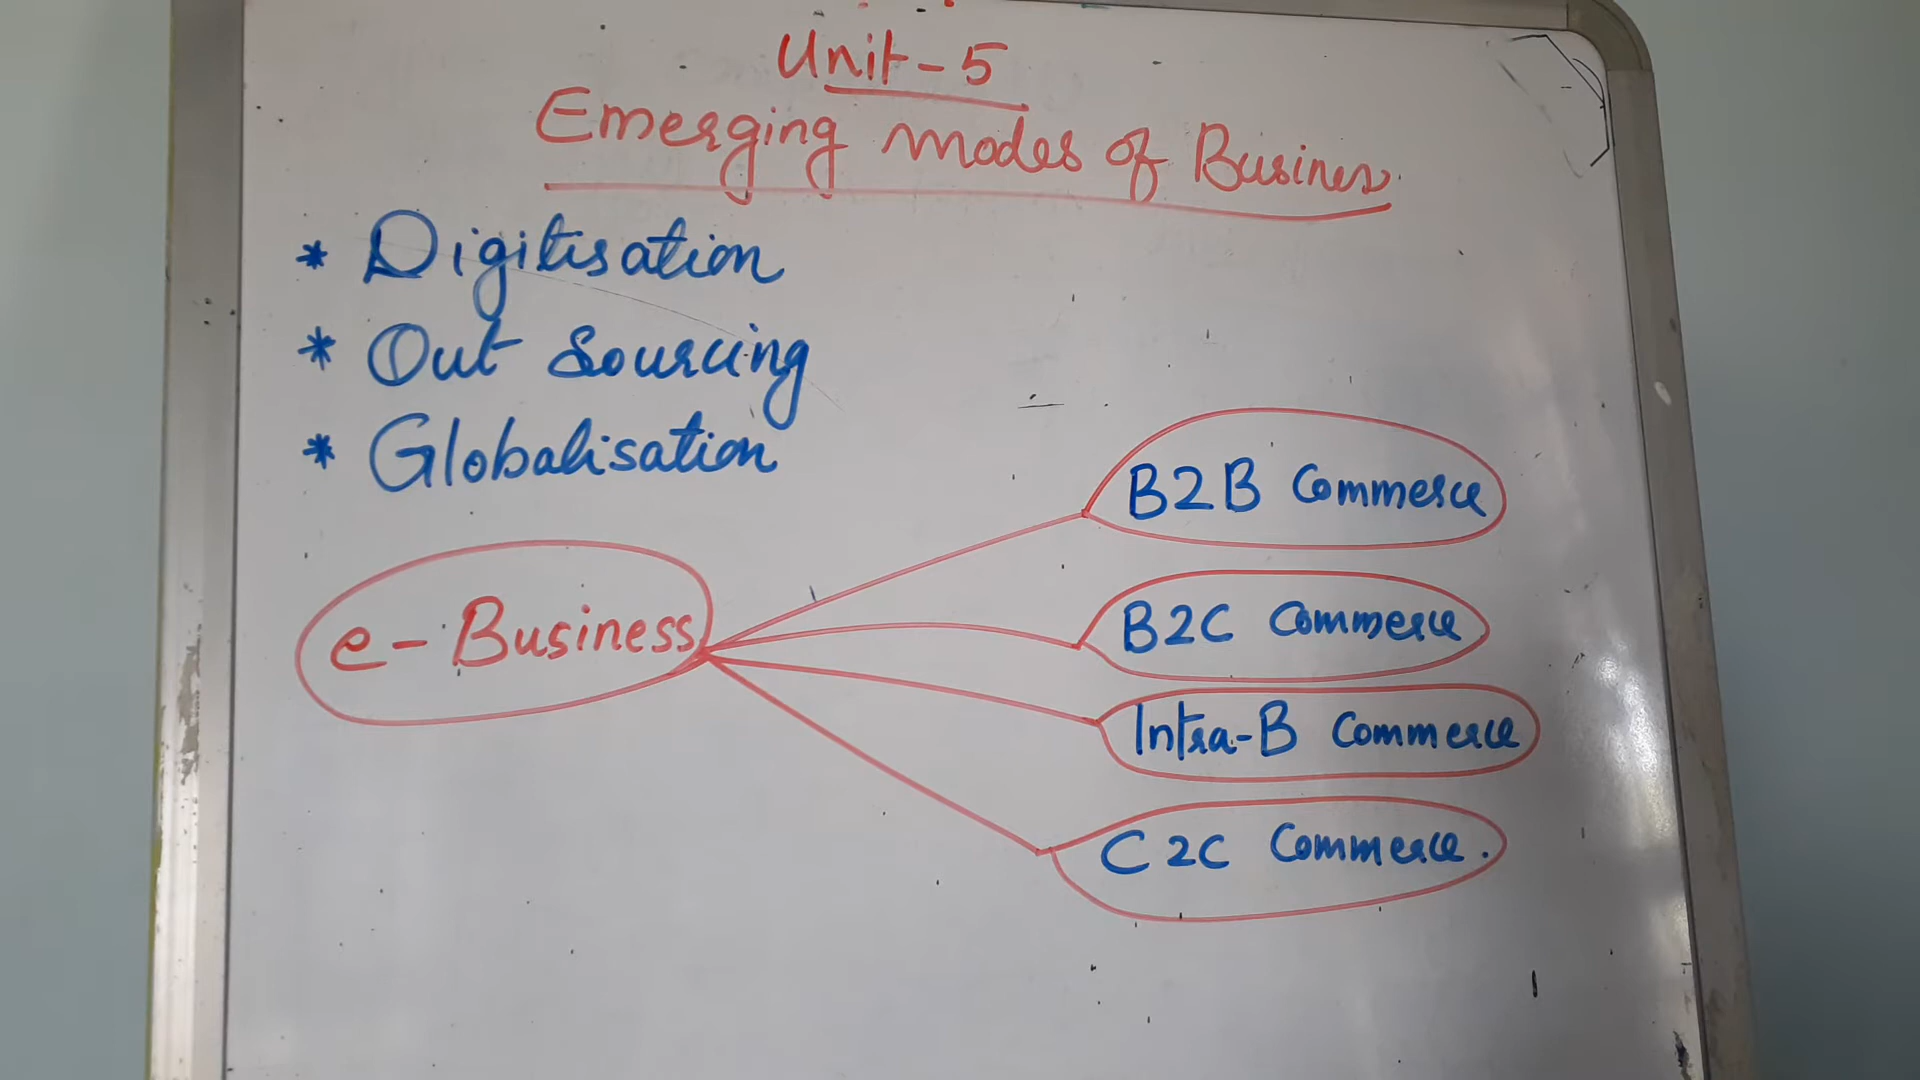 Unit-5
Emerging modes of Business
* Digitisation
* Out Sourcing
* Globalisation
e-Business
B2B Commerce
B2C Commerce
Intra-B Commerce
C2C Commerce.